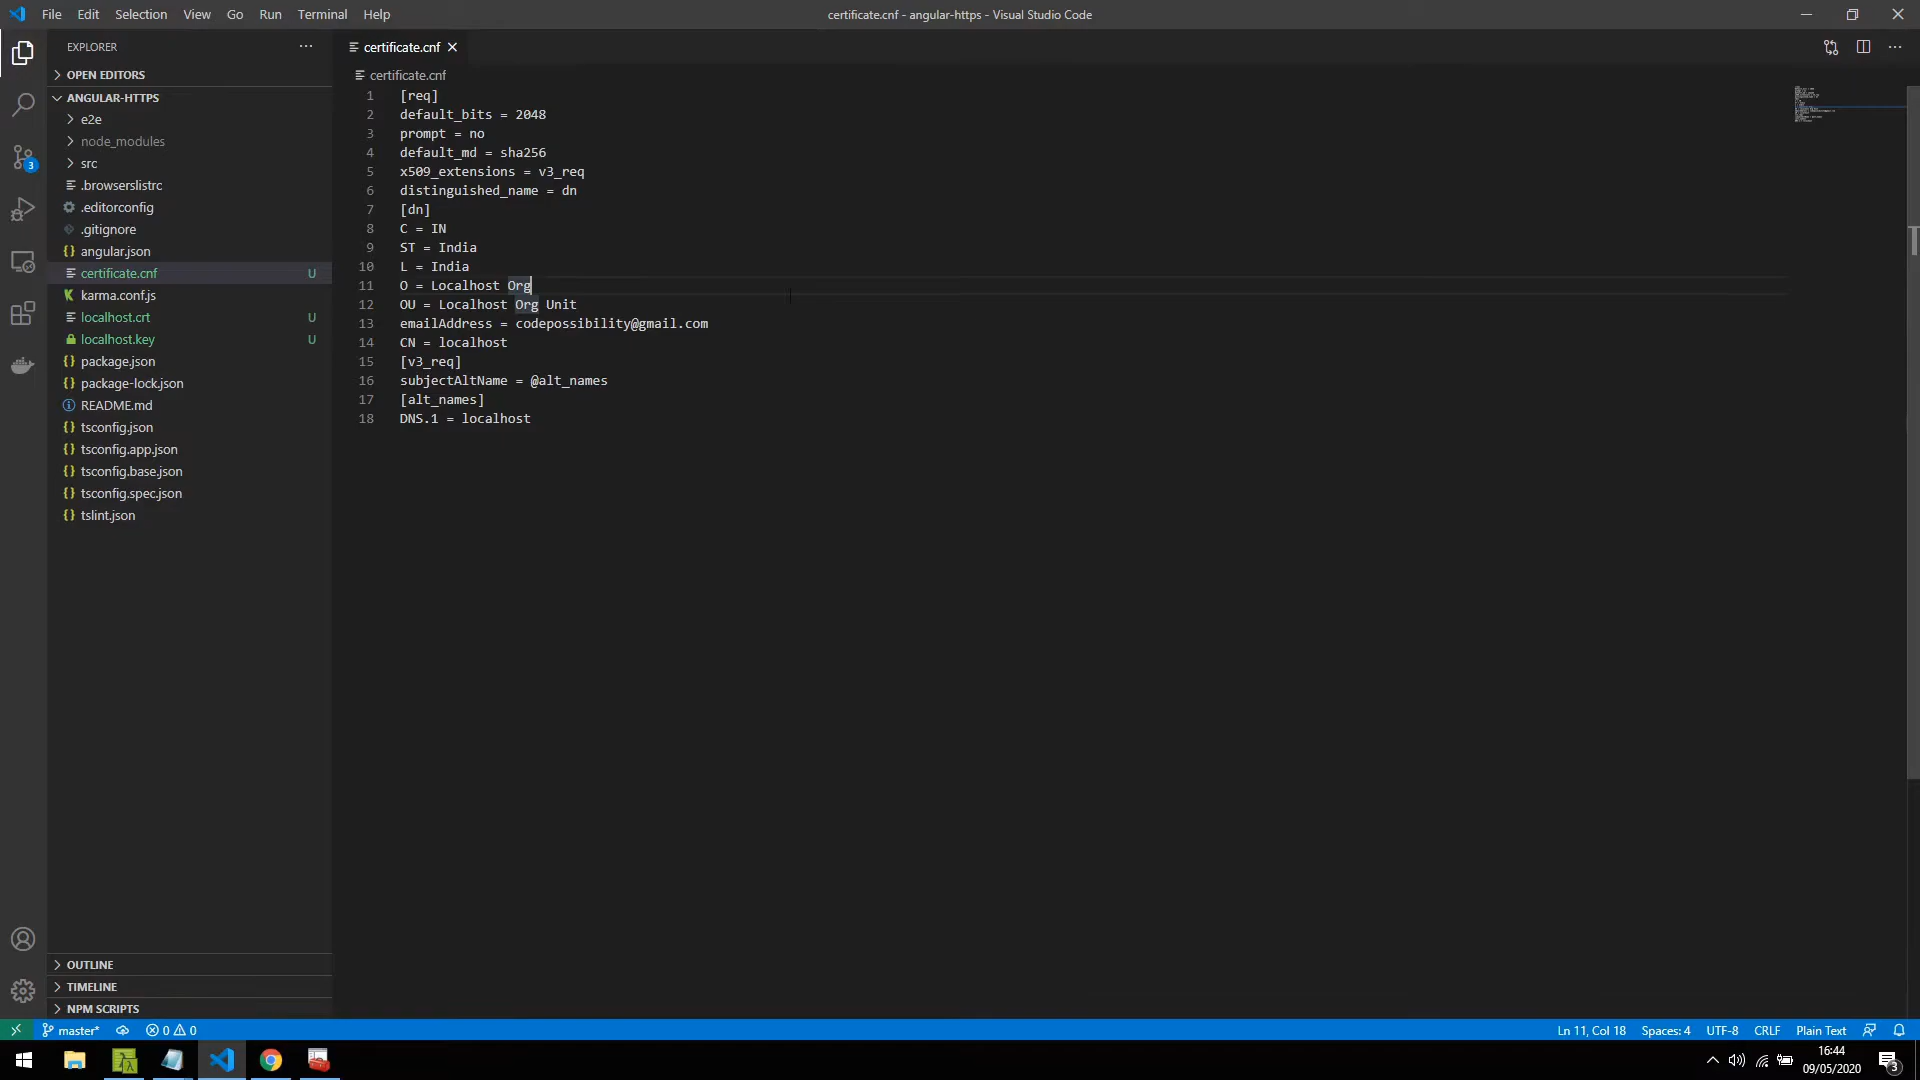 File Edit Selection View Go Run Terminal Help
certificate.cnf - angular-https - Visual Studio Code
EXPLORER
OPEN EDITORS
ANGULAR-HTTPS
e2e
node_modules
src
.browserslistrc
.editorconfig
.gitignore
angular.json
certificate.cnf U
karma.conf.js
localhost.crt U
localhost.key U
package.json
package-lock.json
README.md
tsconfig.json
tsconfig.app.json
tsconfig.base.json
tsconfig.spec.json
tslint.json
OUTLINE
TIMELINE
NPM SCRIPTS
3
certificate.cnf
certificate.cnf
1 [req]
2 default_bits = 2048
3 prompt = no
4 default_md = sha256
5 x509_extensions = v3_req
6 distinguished_name = dn
7 [dn]
8 C = IN
9 ST = India
10 L = India
11 O = Localhost Org
12 OU = Localhost Org Unit
13 emailAddress = codepossibility@gmail.com
14 CN = localhost
15 [v3_req]
16 subjectAltName = @alt_names
17 [alt_names]
18 DNS.1 = localhost
master* 0 0
Ln 11, Col 18 Spaces: 4 UTF-8 CRLF Plain Text
16:44
09/05/2020
3